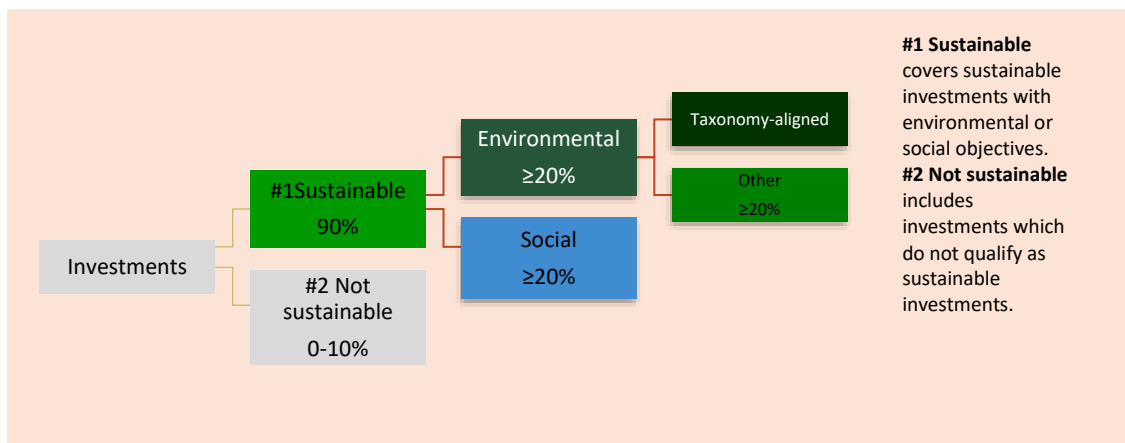 Investments
#1Sustainable
90%
#2 Not
sustainable
0-10%
Environmental
≥20%
Social
≥20%
Taxonomy-aligned
Other
≥20%
#1 Sustainable
covers sustainable
investments with
environmental or
social objectives.
#2 Not sustainable
includes
investments which
do not qualify as
sustainable
investments.